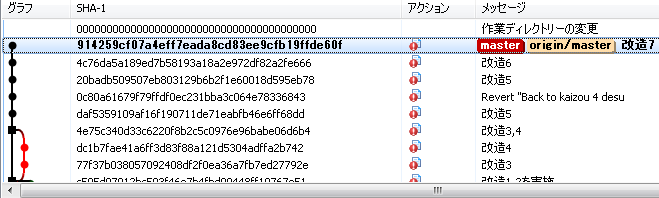 グラフ SHA-1 アクション メッセージ
0000000000000000000000000000000000000000 作業ディレクトリーの変更
914259cf07a4eff7eada8cd83ee9cfb19ffde60f master origin/master 改造7
4c76da5a189ed7b58193a18a2e972df82a2fe666 改造6
20badb509507eb803129b6b2f1e60018d595eb78 改造5
0c80a61679f79ffdf0ec231bba3c064e78336843 Revert "Back to kaizou 4 desu
daf5359109af16f190711de71eabfb46e6ff68dd 改造5
4e75c340d33c6220f8b2c5c0976e96babe06d6b4 改造3,4
dc1b7fae41a6ff3d83f88a121d5304adffa2b742 改造4
77f37b038057092408df2f0ea36a7fb7ed27792e 改造3